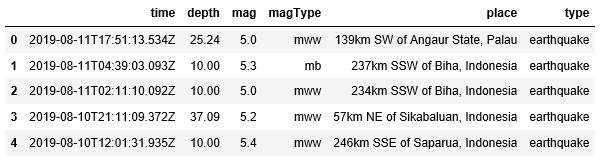 time depth mag magType place type
0 2019-08-11T17:51:13.534Z 25.24 5.0 mww 139km SW of Angaur State, Palau earthquake
1 2019-08-11T04:39:03.093Z 10.00 5.3 mb 237km SSW of Biha, Indonesia earthquake
2 2019-08-11T02:11:10.092Z 10.00 5.0 mww 234km SSW of Biha, Indonesia earthquake
3 2019-08-10T21:11:09.372Z 37.09 5.2 mww 57km NE of Sikabaluan, Indonesia earthquake
4 2019-08-10T12:01:31.935Z 10.00 5.4 mww 246km SSE of Saparua, Indonesia earthquake